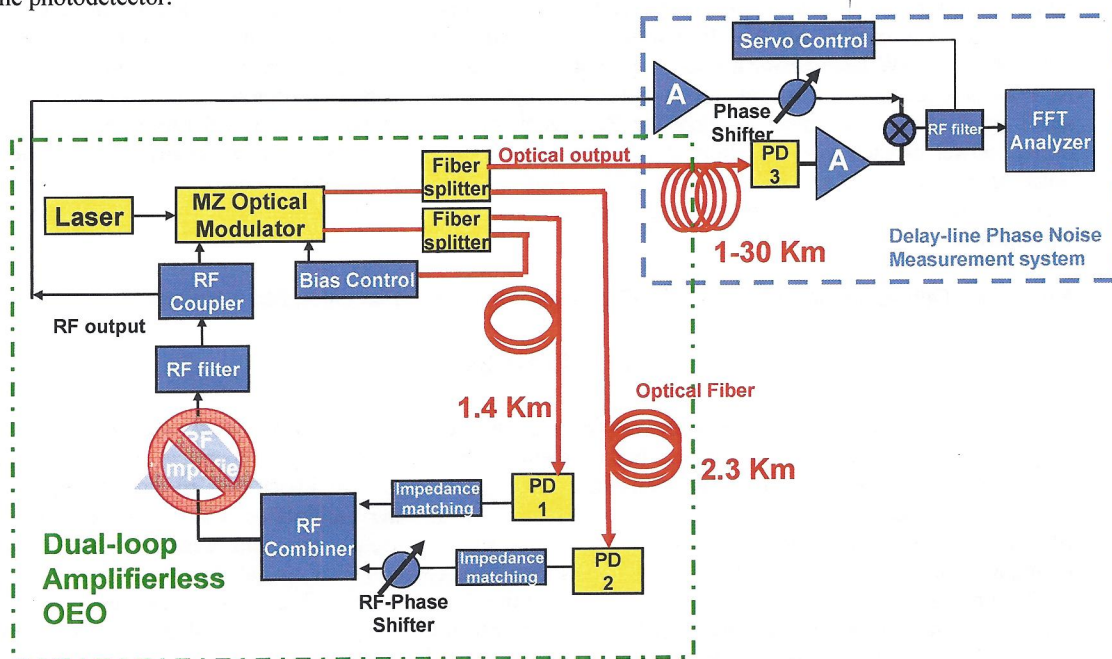 the photodetector.
Servo Control
A
Phase
Shifter
RF filter
FFT
Analyzer
PD
3
A
Optical output
Fiber
splitter
Laser
MZ Optical
Modulator
Fiber
splitter
1-30 Km
Delay-line Phase Noise
Measurement system
Bias Control
RF
Coupler
RF output
RF filter
1.4 Km
Optical Fiber
2.3 Km
RF
Impedance
matching
PD
1
RF
Combiner
Impedance
matching
PD
2
RF-Phase
Shifter
Dual-loop
Amplifierless
OEO